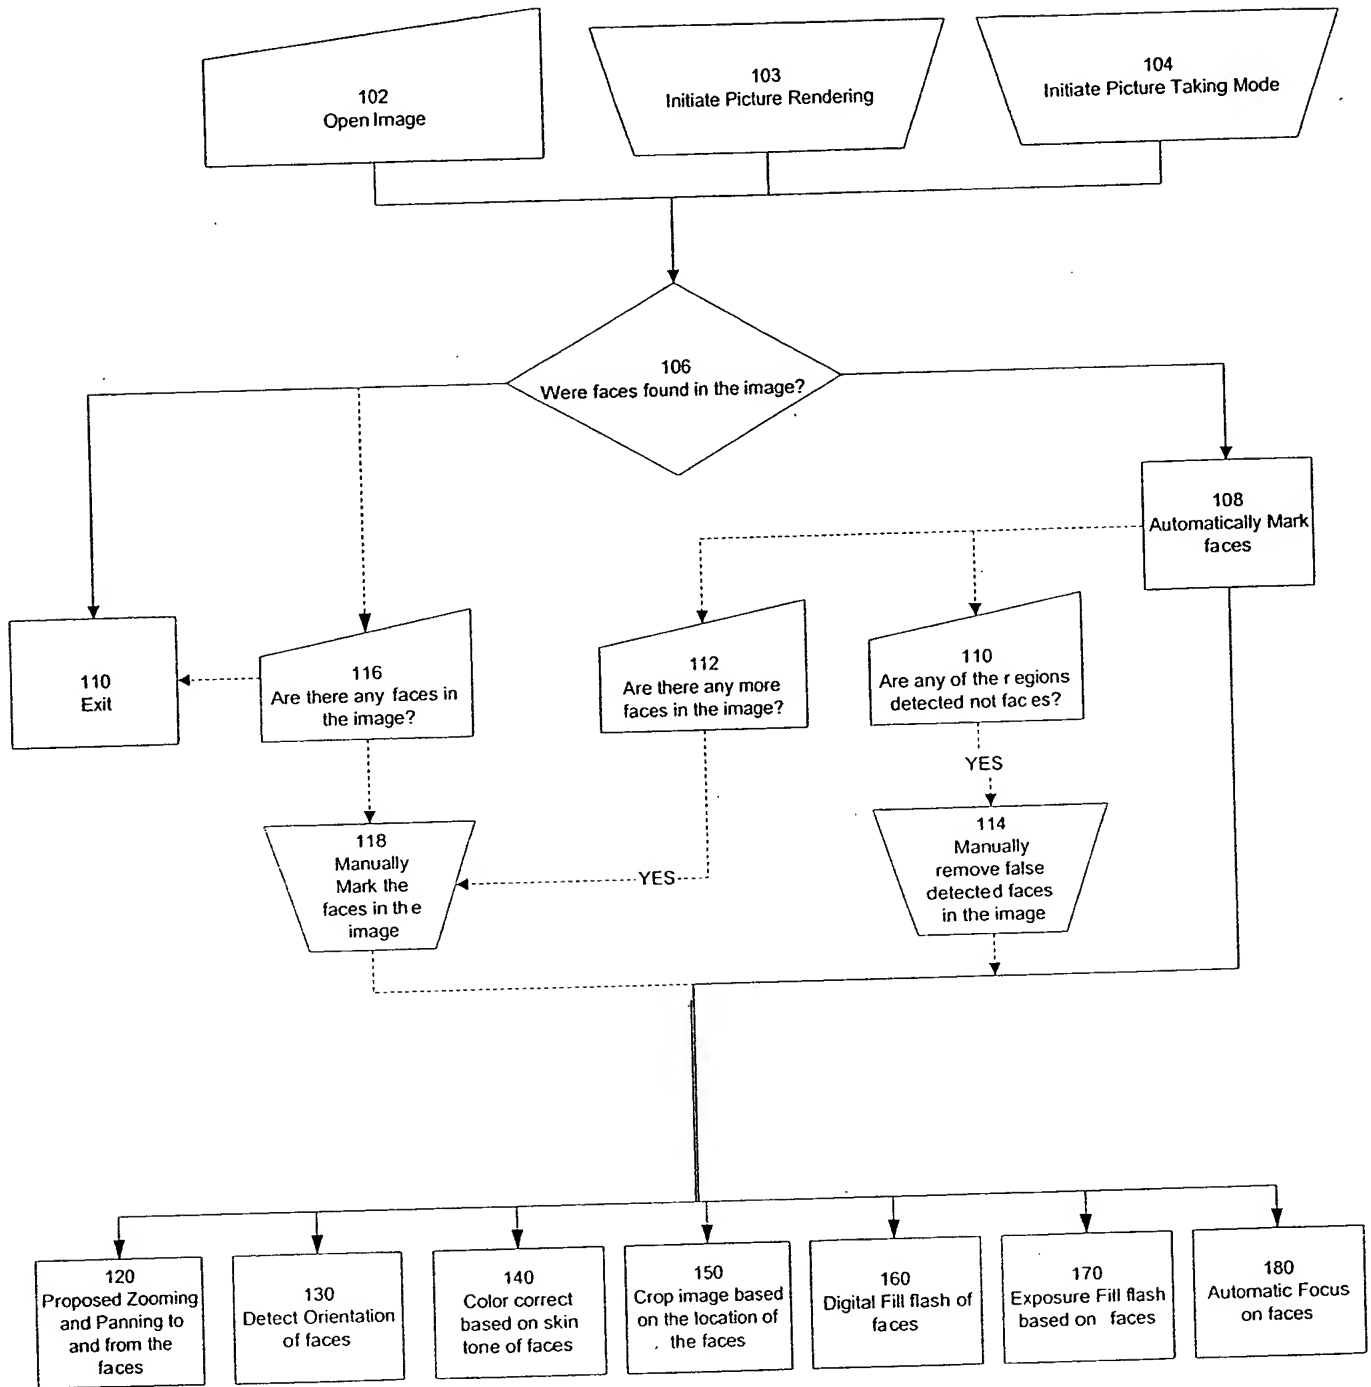 102
Open Image
103
Initiate Picture Rendering
104
Initiate Picture Taking Mode
106
Were faces found in the image?
108
Automatically Mark
faces
110
Exit
116
Are there any faces in
the image?
112
Are there any more
faces in the image?
110
Are any of the regions
detected not faces?
YES
118
Manually
Mark the
faces in the
image
YES
114
Manually
remove false
detected faces
in the image
120
Proposed Zooming
and Panning to
and from the
faces
130
Detect Orientation
of faces
140
Color correct
based on skin
tone of faces
150
Crop image based
on the location of
the faces
160
Digital Fill flash of
faces
170
Exposure Fill flash
based on faces
180
Automatic Focus
on faces